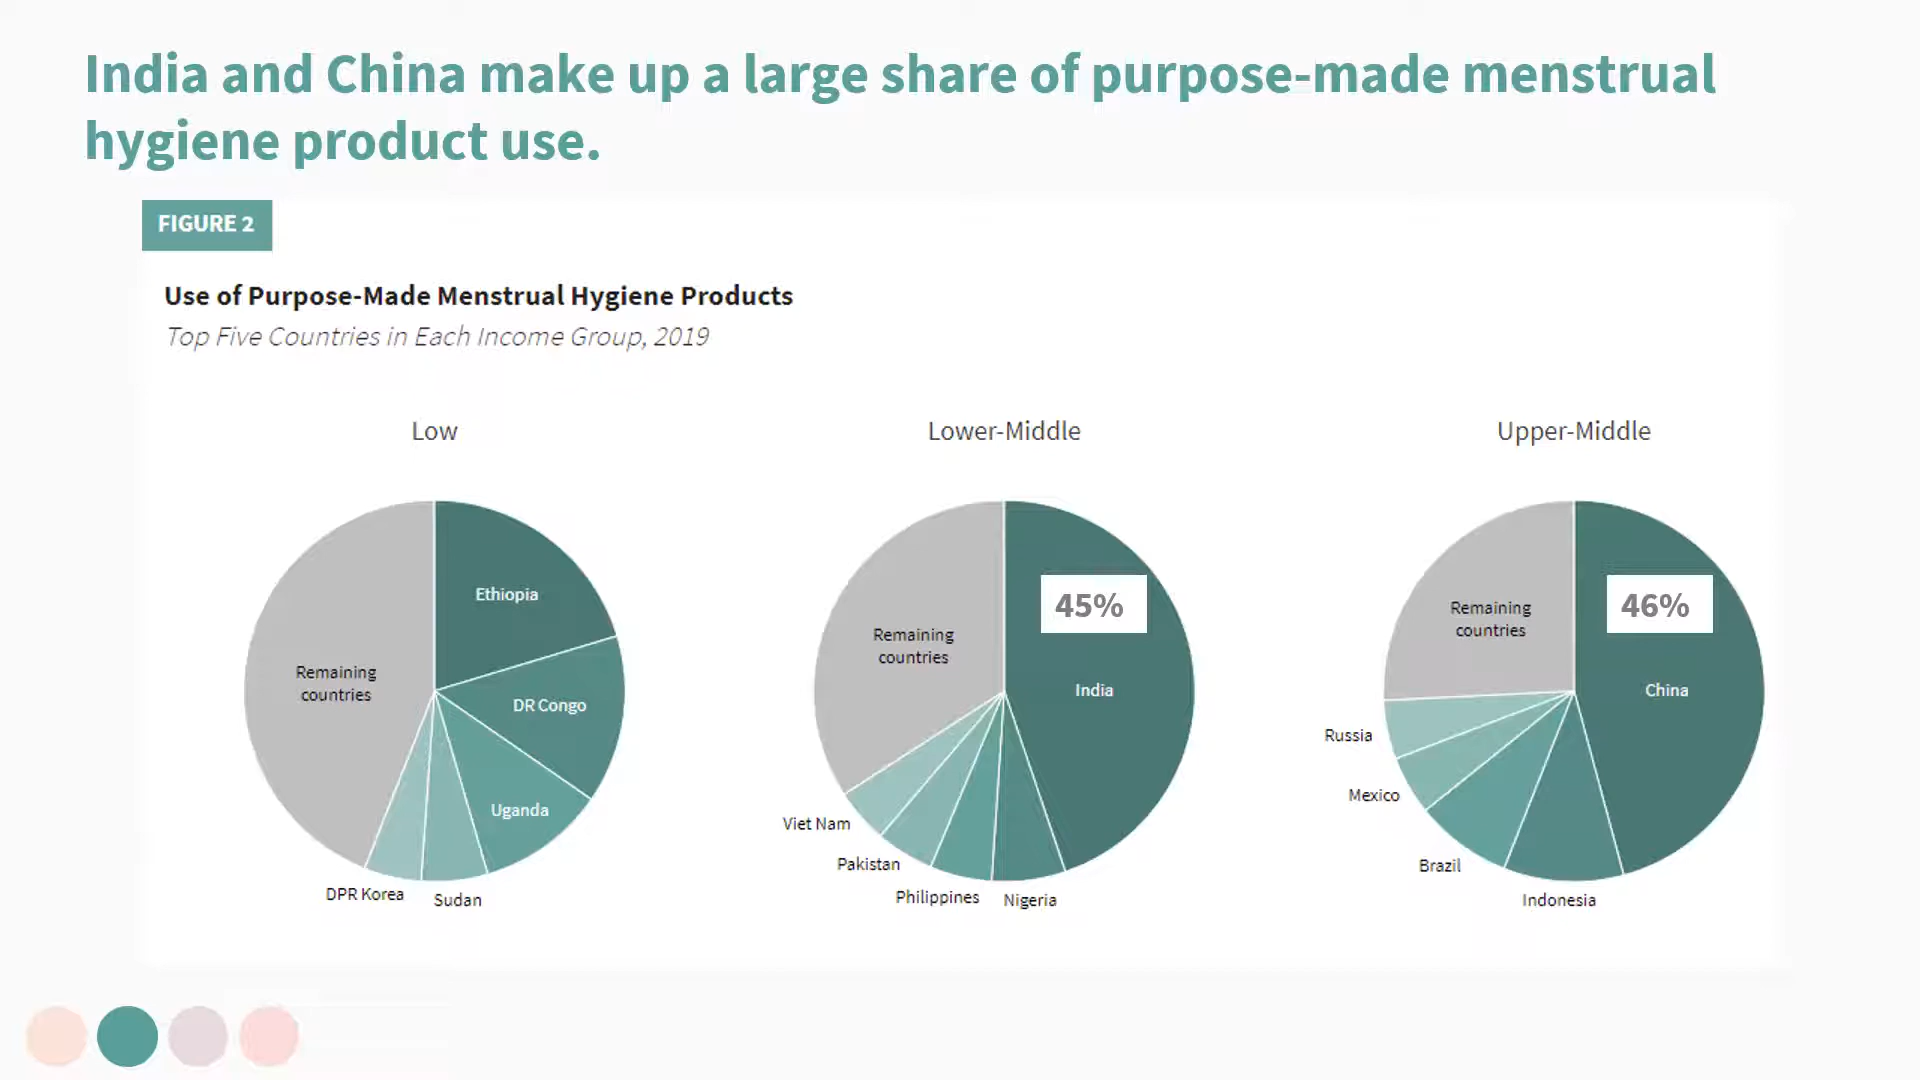 India and China make up a large share of purpose-made menstrual
hygiene product use.
FIGURE 2
Use of Purpose-Made Menstrual Hygiene Products
Top Five Countries in Each Income Group, 2019
Low
Ethiopia
DR Congo
Uganda
Sudan
DPR Korea
Remaining
countries
Lower-Middle
45%
India
Nigeria
Philippines
Pakistan
Viet Nam
Remaining
countries
Upper-Middle
46%
China
Indonesia
Brazil
Mexico
Russia
Remaining
countries